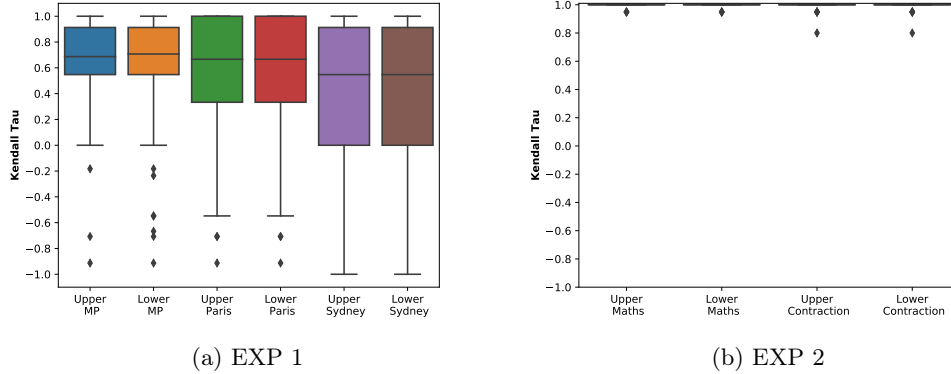 Kendall Tau
1.0
0.8
0.6
0.4
0.2
0.0
−0.2
−0.4
−0.6
−0.8
−1.0
Upper
MP
Lower
MP
Upper
Paris
Lower
Paris
Upper
Sydney
Lower
Sydney
(a) EXP 1
Kendall Tau
1.0
0.8
0.6
0.4
0.2
0.0
−0.2
−0.4
−0.6
−0.8
−1.0
Upper
Maths
Lower
Maths
Upper
Contraction
Lower
Contraction
(b) EXP 2